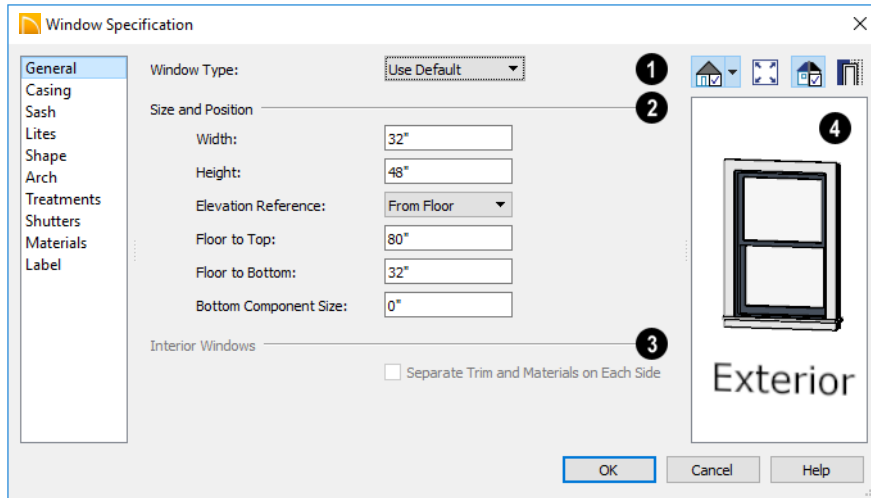 Window Specification
General
Casing
Sash
Lites
Shape
Arch
Treatments
Shutters
Materials
Label
Window Type: Use Default 1
Size and Position 2
Width: 32"
Height: 48"
Elevation Reference: From Floor
Floor to Top: 80"
Floor to Bottom: 32"
Bottom Component Size: 0"
Interior Windows 3
Separate Trim and Materials on Each Side
4
Exterior
OK Cancel Help